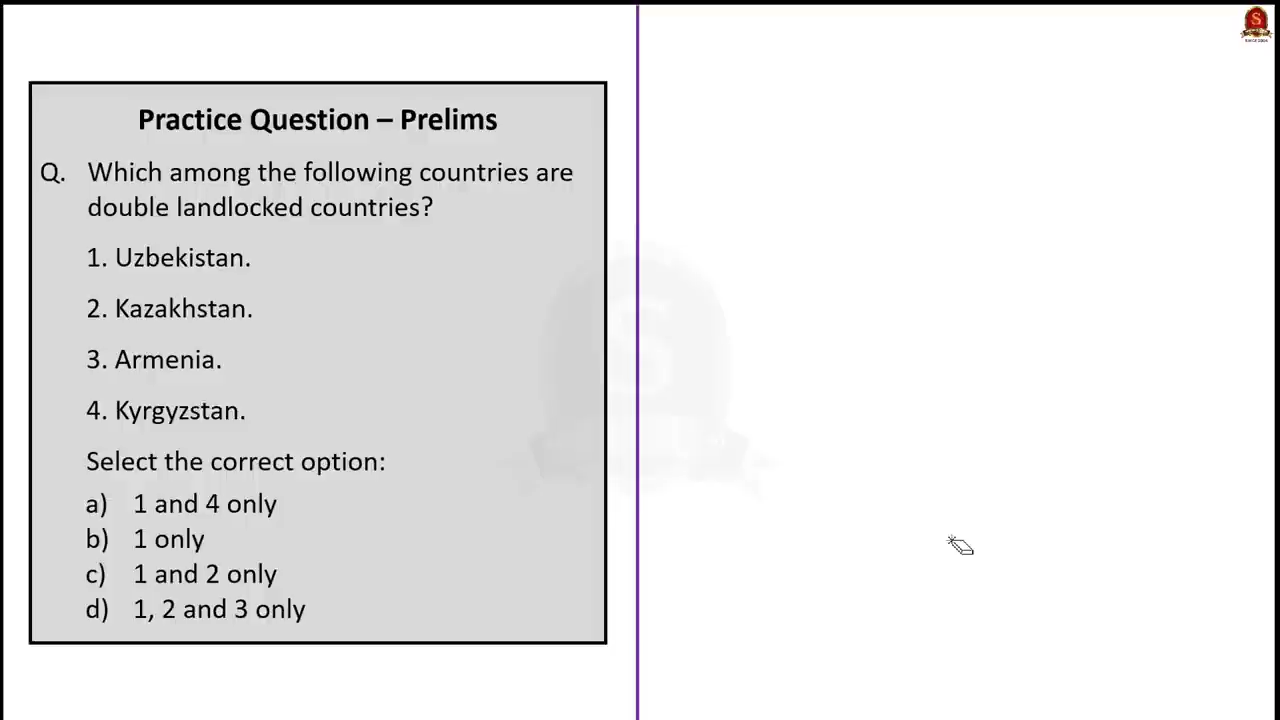 Practice Question – Prelims
Q. Which among the following countries are
double landlocked countries?
1. Uzbekistan.
2. Kazakhstan.
3. Armenia.
4. Kyrgyzstan.
Select the correct option:
a) 1 and 4 only
b) 1 only
c) 1 and 2 only
d) 1, 2 and 3 only
S